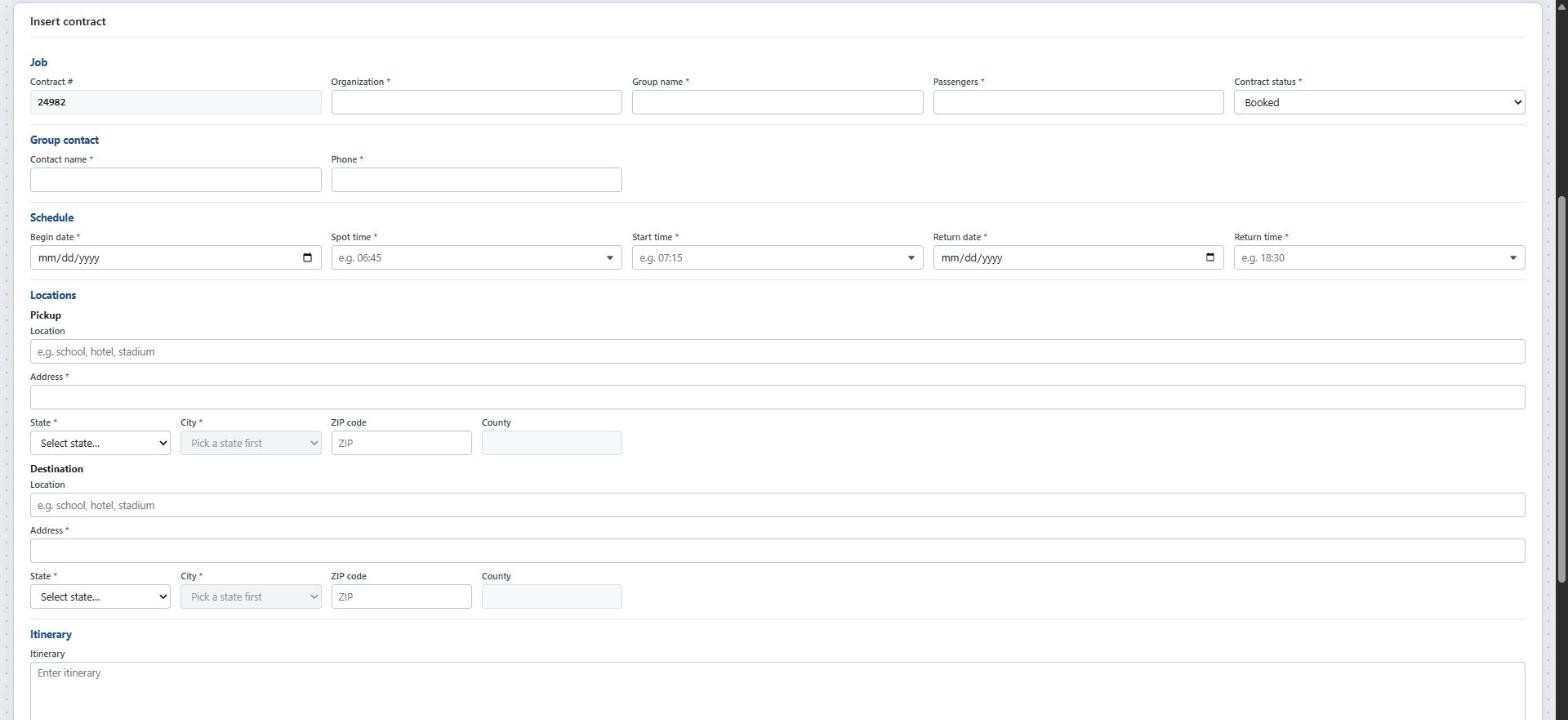 Insert contract
Job
Contract # Organization * Group name * Passengers * Contract status *
24982 Booked
Group contact
Contact name * Phone *
Schedule
Begin date * Spot time * Start time * Return date * Return time *
mm/dd/yyyy e.g. 06:45 e.g. 07:15 mm/dd/yyyy e.g. 18:30
Locations
Pickup
Location
e.g. school, hotel, stadium
Address *
State * City * ZIP code County
Select state... Pick a state first ZIP
Destination
Location
e.g. school, hotel, stadium
Address *
State * City * ZIP code County
Select state... Pick a state first ZIP
Itinerary
Itinerary
Enter itinerary